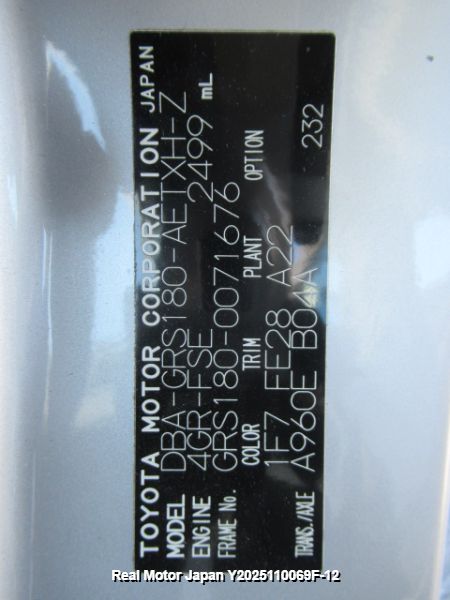 TOYOTA MOTOR CORPORATION JAPAN
MODEL DBA-GRS180-AETXH-Z
ENGINE 4GR-FSE 2499 mL
FRAME No. GRS180-0071676
COLOR TRIM PLANT OPTION
1F7 FE28 A22 232
TRANS./AXLE A960E B04A
Real Motor Japan Y2025110069F-12